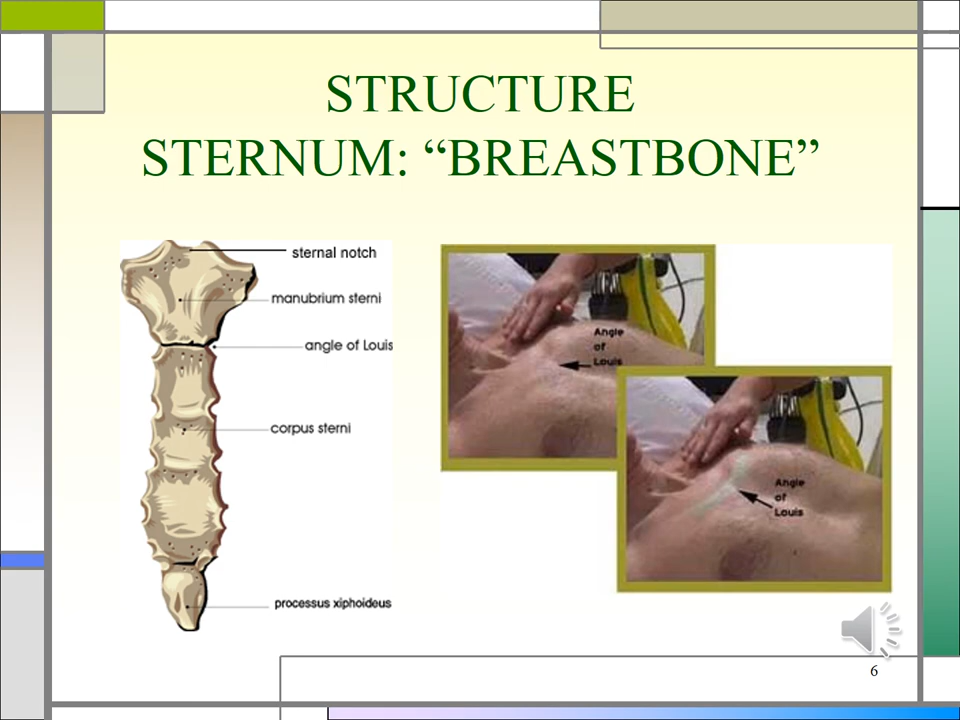 STRUCTURE
STERNUM: “BREASTBONE”
sternal notch
manubrium sterni
angle of Louis
corpus sterni
processus xiphoideus
Angle
of
Louis
Angle
of
Louis
6